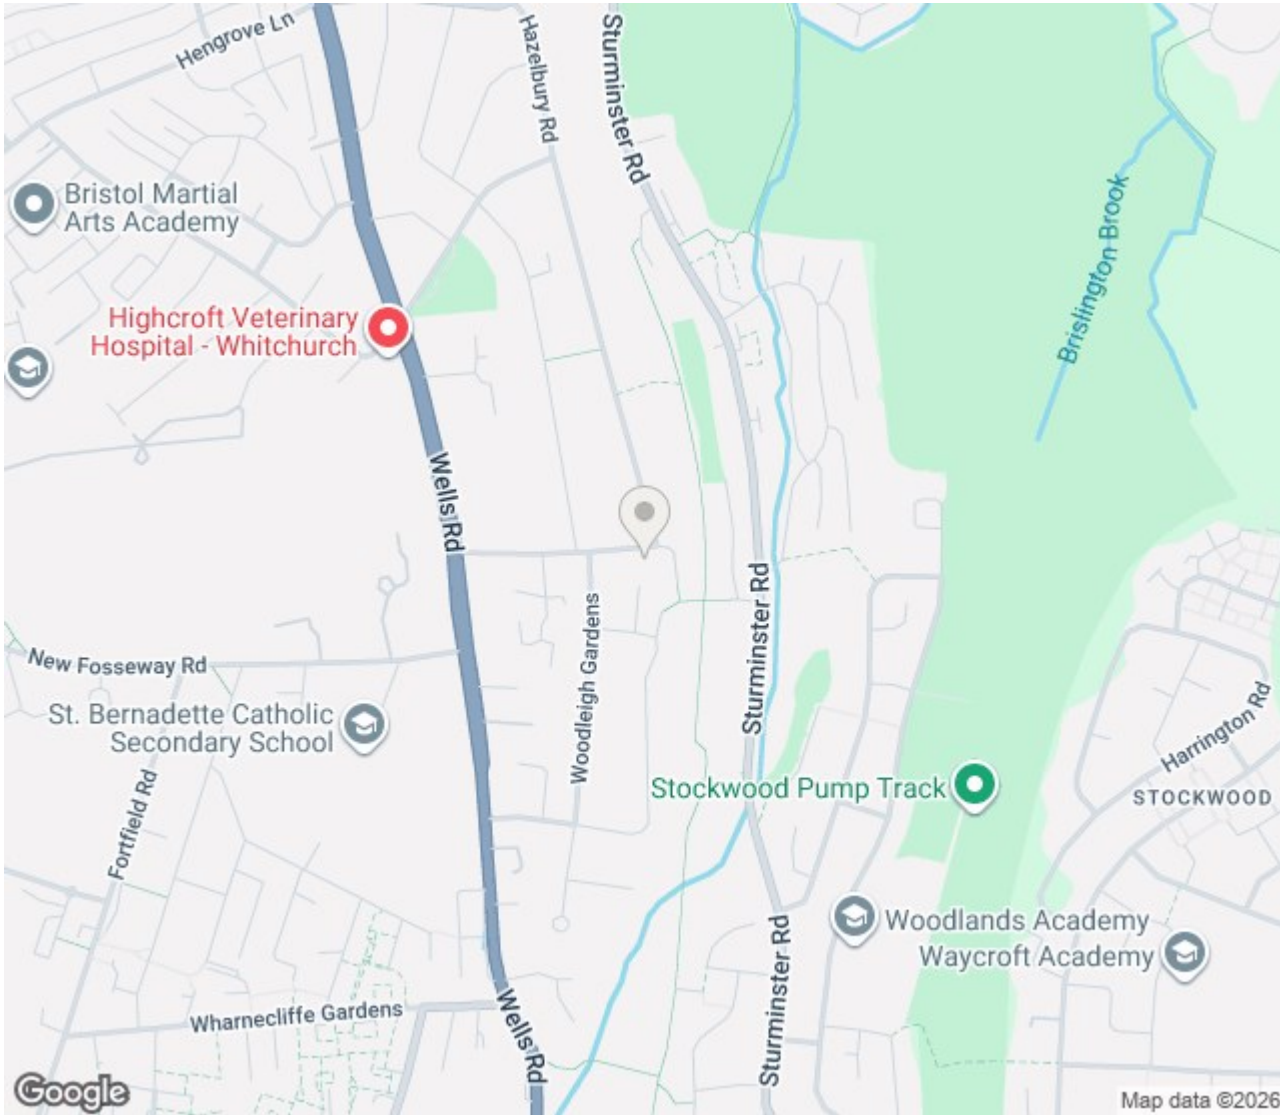 Hengrove Ln
Hazelbury Rd
Sturminster Rd
Bristol Martial
Arts Academy
Brislington Brook
Highcroft Veterinary
Hospital - Whitchurch
Wells Rd
Sturminster Rd
Woodleigh Gardens
New Fosseway Rd
St. Bernadette Catholic
Secondary School
Harrington Rd
Stockwood Pump Track
STOCKWOOD
Fortfield Rd
Woodlands Academy
Waycroft Academy
Sturminster Rd
Wharnecliffe Gardens
Wells Rd
Google
Map data ©2026